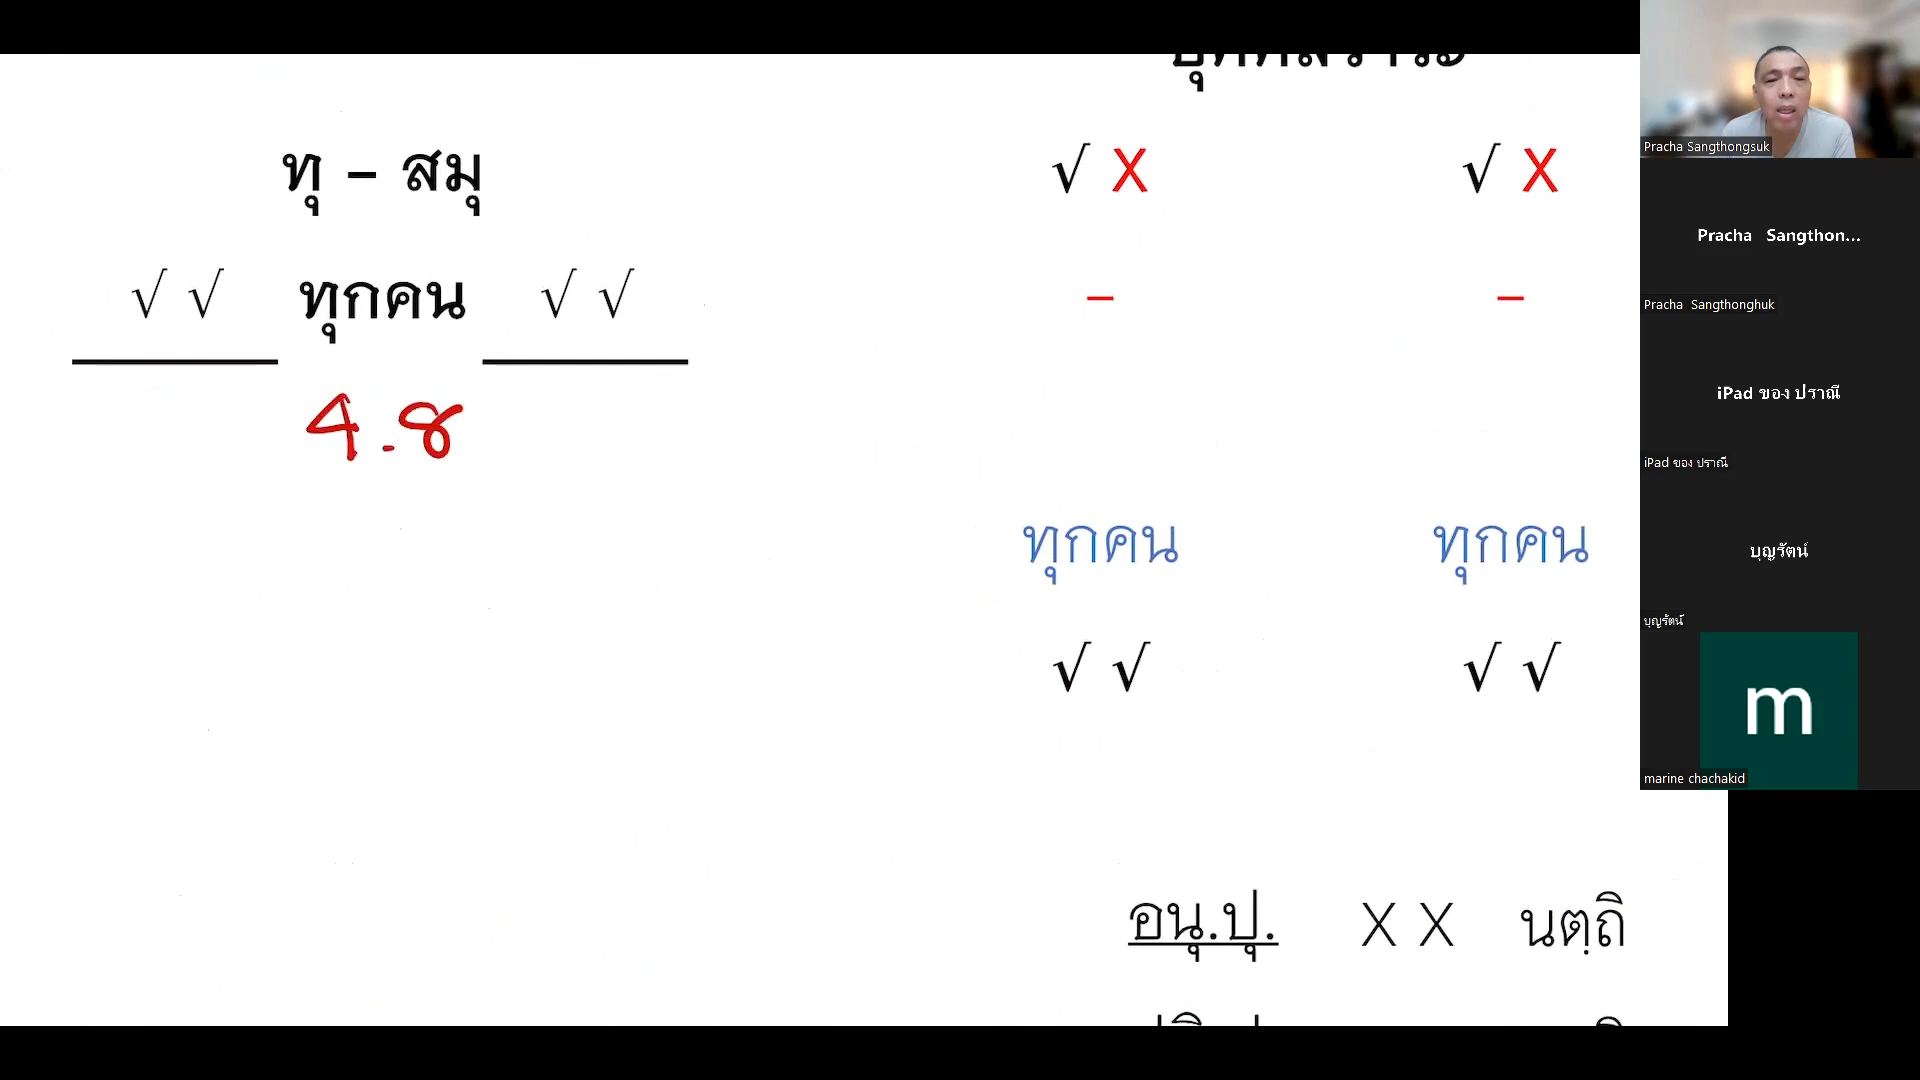 ทุ – สมุ
√ √ ทุกคน √ √
4.8
√ X √ X
– –
ทุกคน ทุกคน
√ √ √ √
อนุ.ปุ. X X นตฺถิ
Pracha Sangthongsuk
Pracha Sangthon...
Pracha Sangthonghuk
iPad ของ ปราณี
iPad ของ ปราณี
บุญรัตน์
บุญรัตน์
m
marine chachakid